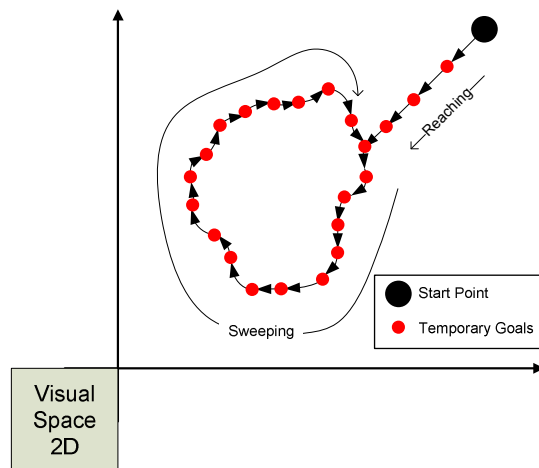 Reaching
Sweeping
Start Point
Temporary Goals
Visual
Space
2D